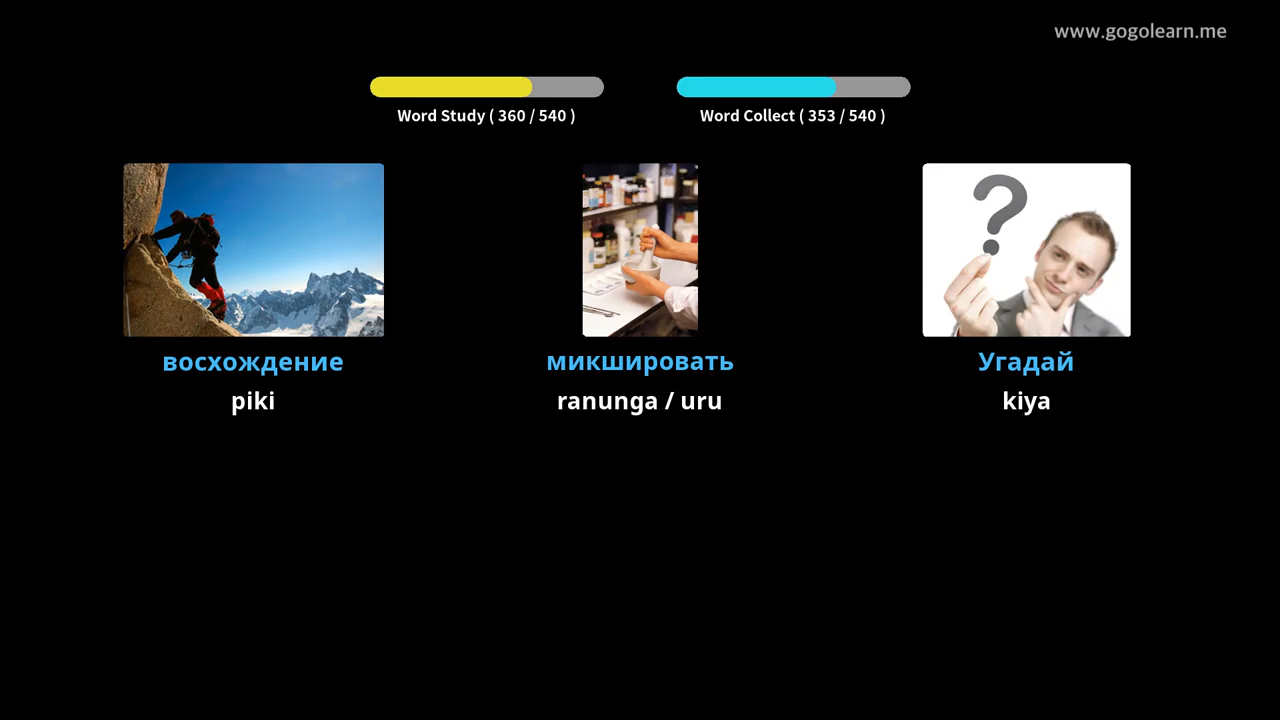 www.gogolearn.me
Word Study ( 360 / 540 )
Word Collect ( 353 / 540 )
восхождение
piki
микшировать
ranunga / uru
Угадай
kiya